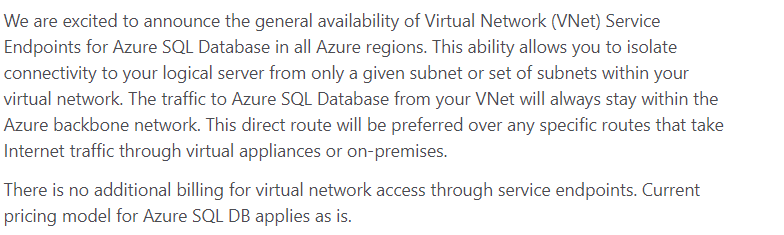 We are excited to announce the general availability of Virtual Network (VNet) Service
Endpoints for Azure SQL Database in all Azure regions. This ability allows you to isolate
connectivity to your logical server from only a given subnet or set of subnets within your
virtual network. The traffic to Azure SQL Database from your VNet will always stay within the
Azure backbone network. This direct route will be preferred over any specific routes that take
Internet traffic through virtual appliances or on-premises.
There is no additional billing for virtual network access through service endpoints. Current
pricing model for Azure SQL DB applies as is.